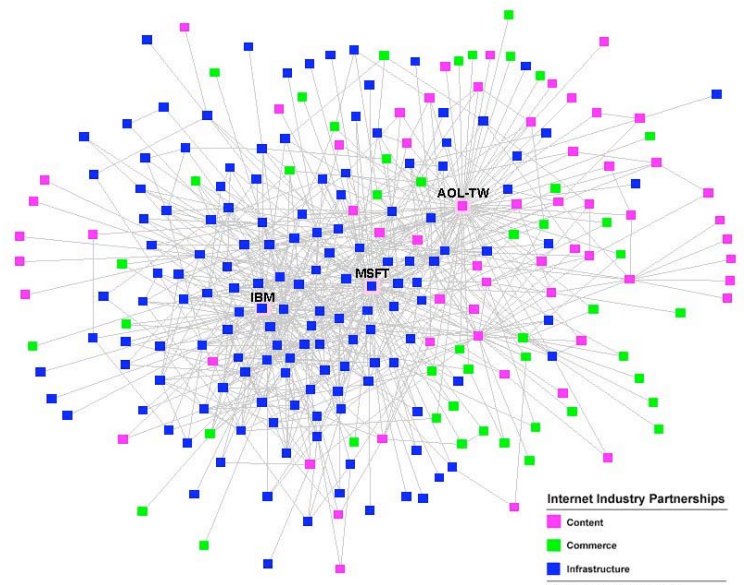 AOL-TW
MSFT
IBM
Internet Industry Partnerships
Content
Commerce
Infrastructure